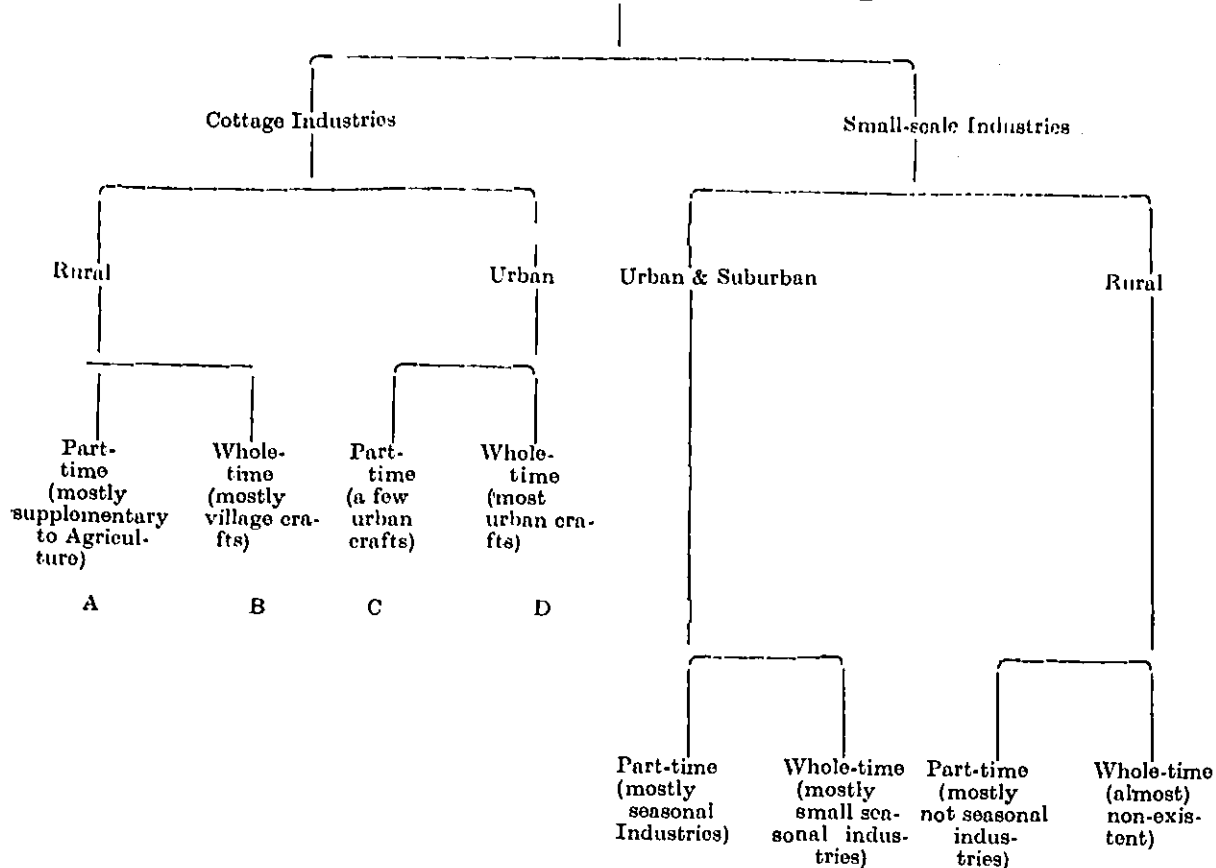 Cottage Industries
Small-scale Industries
Rural
Urban
Urban & Suburban
Rural
Part-
time
(mostly
supplomentary
to Agricul-
ture)
Whole-
time
(mostly
village cra-
fts)
Part-
time
(a few
urban
crafts)
Whole-
time
(most
urban cra-
fts)
A
B
C
D
Part-time
(mostly
seasonal
Industries)
Whole-time
(mostly
small sea-
sonal indus-
tries)
Part-time
(mostly
not seasonal
indus-
tries)
Whole-time
(almost)
non-exis-
tent)